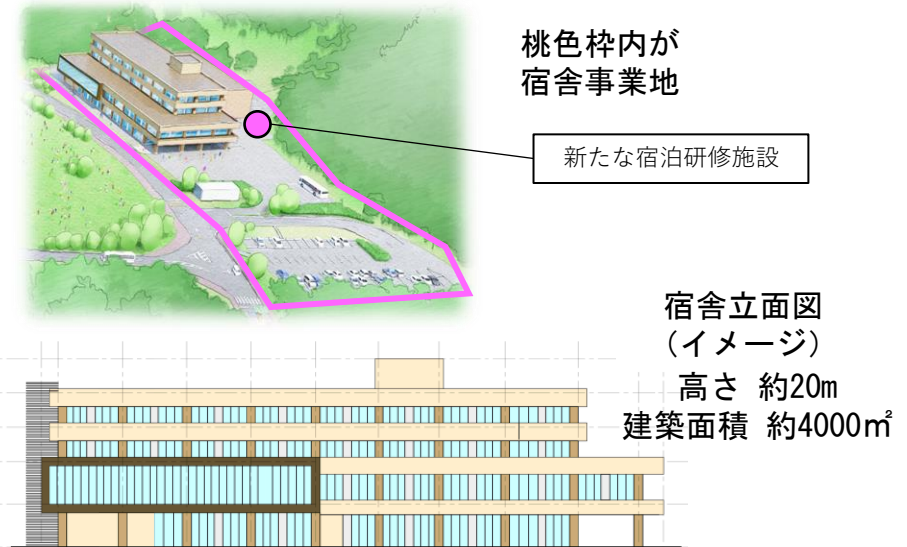 桃色枠内が
宿舎事業地
新たな宿泊研修施設
宿舎立面図
（イメージ）
高さ 約20m
建築面積 約4000㎡